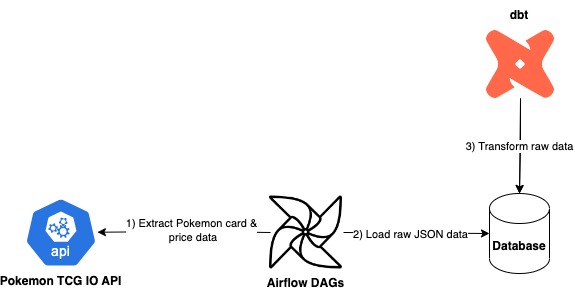 dbt
3) Transform raw data
1) Extract Pokemon card &
price data
2) Load raw JSON data
api
Database
Pokemon TCG IO API
Airflow DAGs